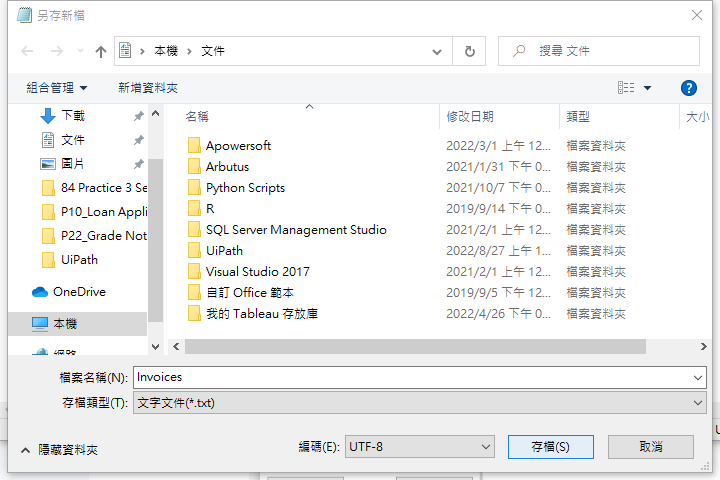 另存新檔
本機 文件
搜尋 文件
組合管理 新增資料夾
下載
文件
圖片
84 Practice 3 Se
P10_Loan Appli
P22_Grade Not
UiPath
OneDrive
本機
網路
名稱 修改日期 類型 大小
Apowersoft 2022/3/1 上午 12... 檔案資料夾
Arbutus 2021/1/31 下午 0... 檔案資料夾
Python Scripts 2021/10/7 下午 0... 檔案資料夾
R 2019/9/14 下午 0... 檔案資料夾
SQL Server Management Studio 2021/2/1 上午 12... 檔案資料夾
UiPath 2022/8/27 上午 1... 檔案資料夾
Visual Studio 2017 2021/2/1 上午 12... 檔案資料夾
自訂 Office 範本 2019/9/5 下午 12... 檔案資料夾
我的 Tableau 存放庫 2022/4/26 下午 0... 檔案資料夾
檔案名稱(N): Invoices
存檔類型(T): 文字文件(*.txt)
隱藏資料夾 編碼(E): UTF-8 存檔(S) 取消